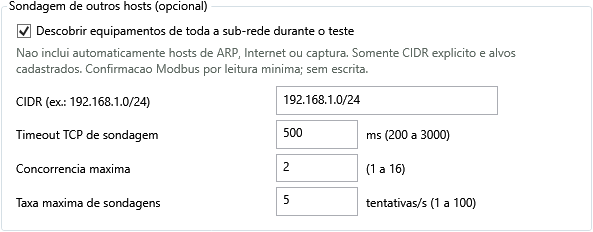 Sondagem de outros hosts (opcional)
Descobrir equipamentos de toda a sub-rede durante o teste
Nao inclui automaticamente hosts de ARP, Internet ou captura. Somente CIDR explicito e alvos
cadastrados. Confirmacao Modbus por leitura minima; sem escrita.
CIDR (ex.: 192.168.1.0/24) 192.168.1.0/24
Timeout TCP de sondagem 500 ms (200 a 3000)
Concorrencia maxima 2 (1 a 16)
Taxa maxima de sondagens 5 tentativas/s (1 a 100)